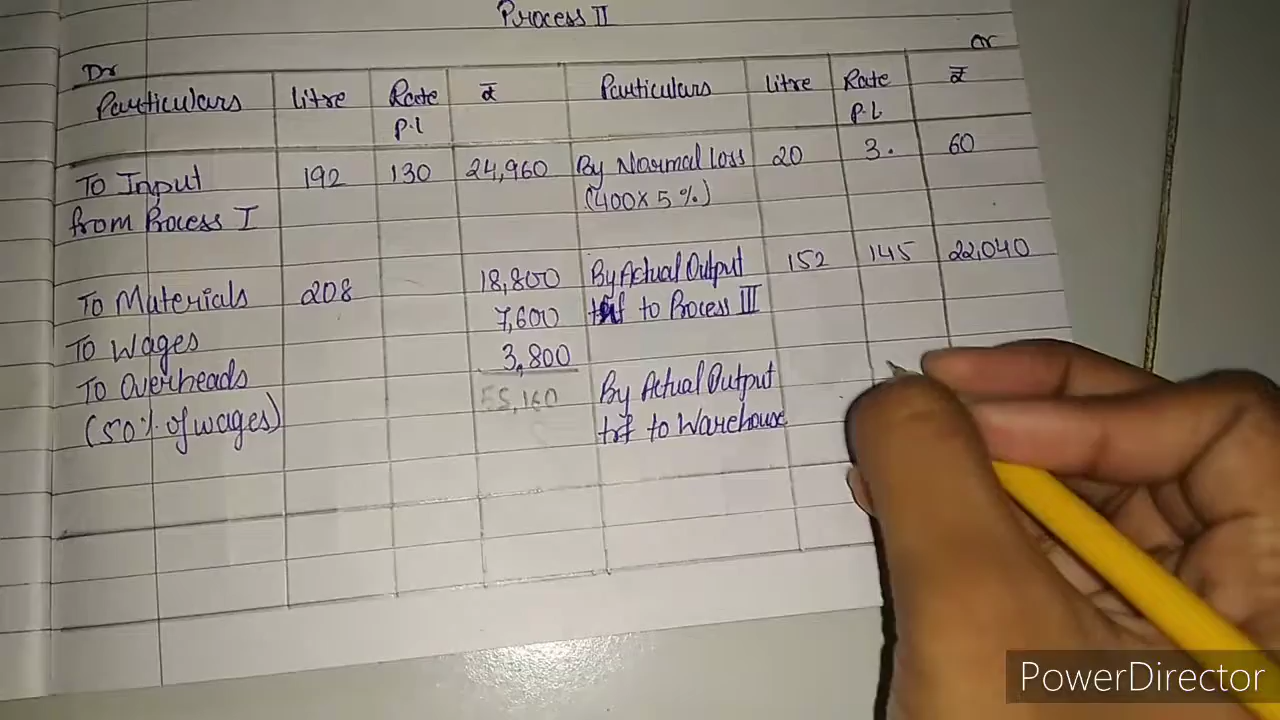 Process II
Dr
Cr
Particulars litre Rate ₹ Particulars litre Rate ₹
p.l p.L
To Input 192 130 24,960 By Normal Loss 20 3. 60
from Process I (400x5%)
To Materials 208 18,800 By Actual Output 152 145 22,040
To Wages 7,600 trf to Process III
To Overheads 3,800 By Actual Output
(50% of wages) 55,160 trf to Warehouse
PowerDirector